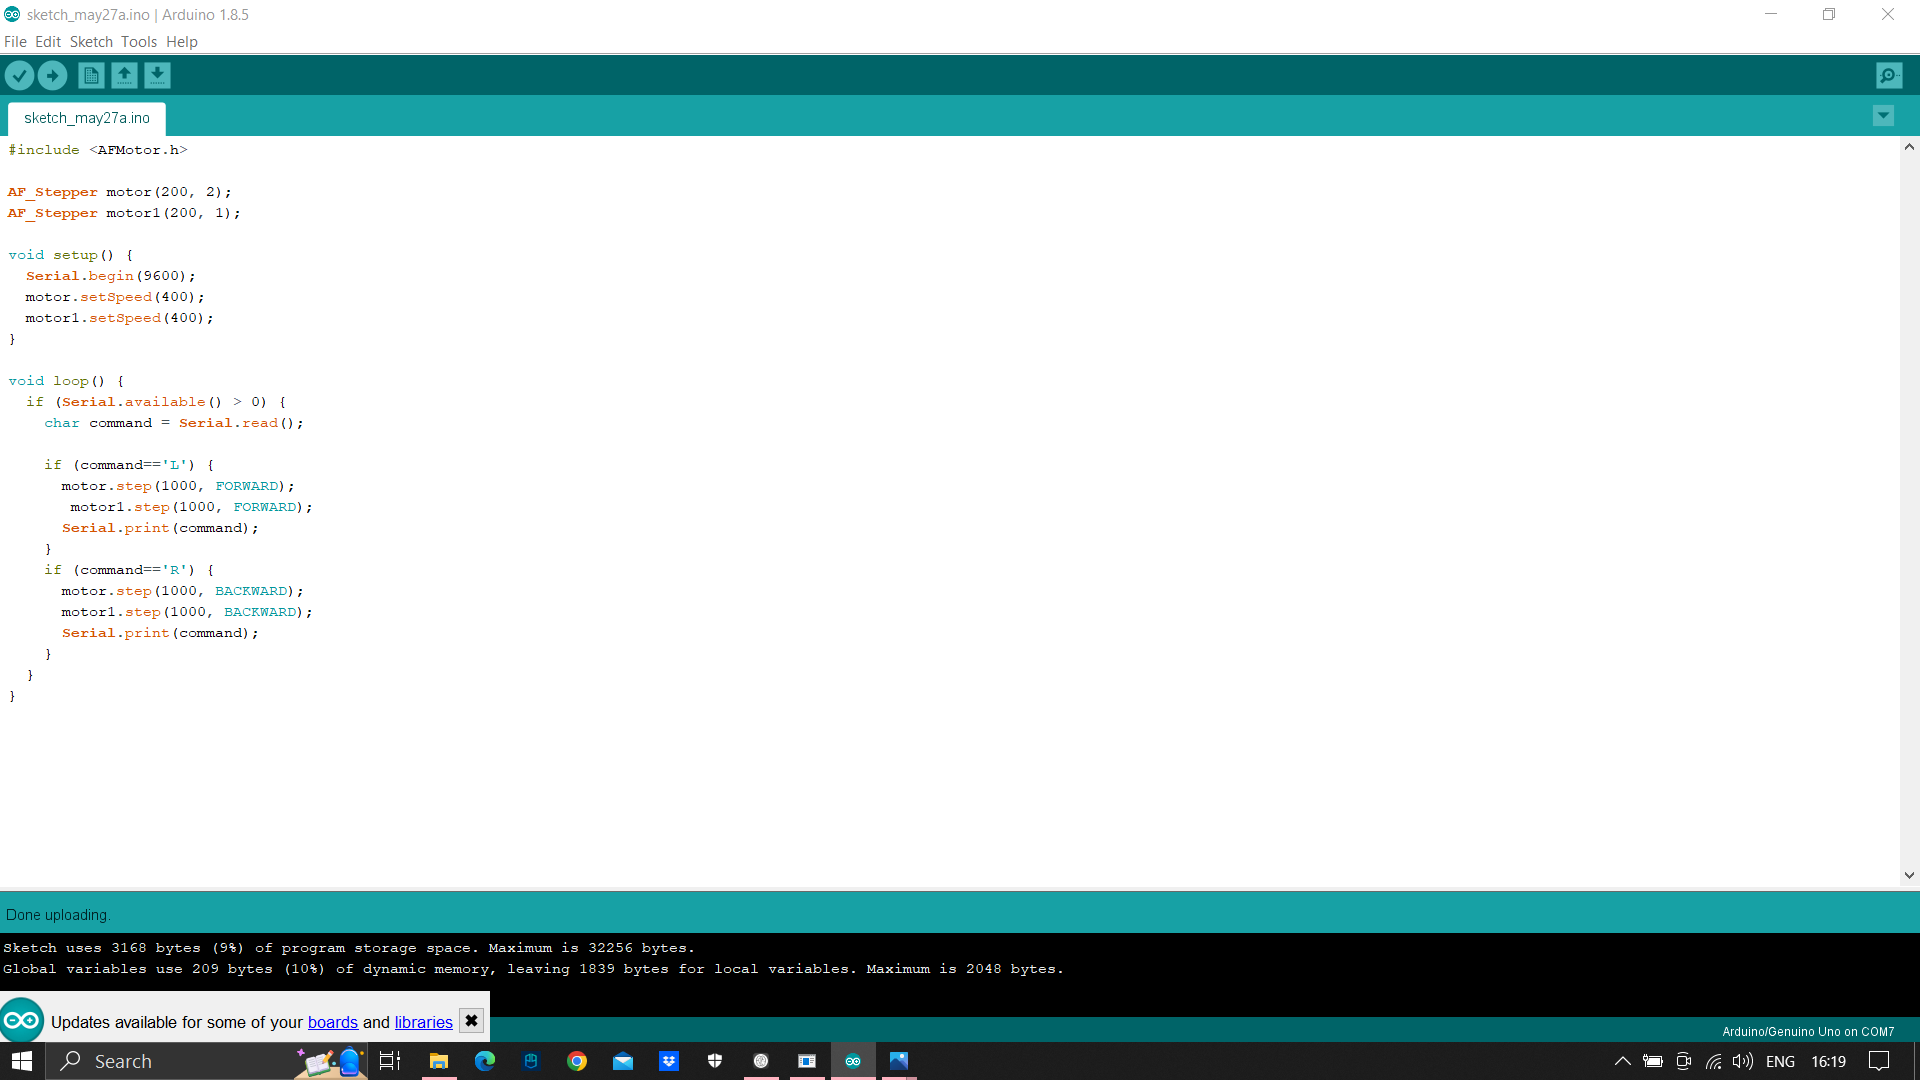 sketch_may27a.ino | Arduino 1.8.5
File Edit Sketch Tools Help
sketch_may27a.ino
#include <AFMotor.h>
AF_Stepper motor(200, 2);
AF_Stepper motor1(200, 1);
void setup() {
  Serial.begin(9600);
  motor.setSpeed(400);
  motor1.setSpeed(400);
}
void loop() {
  if (Serial.available() > 0) {
    char command = Serial.read();
    if (command=='L') {
      motor.step(1000, FORWARD);
       motor1.step(1000, FORWARD);
      Serial.print(command);
    }
    if (command=='R') {
      motor.step(1000, BACKWARD);
      motor1.step(1000, BACKWARD);
      Serial.print(command);
    }
  }
}
Done uploading.
Sketch uses 3168 bytes (9%) of program storage space. Maximum is 32256 bytes.
Global variables use 209 bytes (10%) of dynamic memory, leaving 1839 bytes for local variables. Maximum is 2048 bytes.
Updates available for some of your boards and libraries
Arduino/Genuino Uno on COM7
Search
ENG 16:19